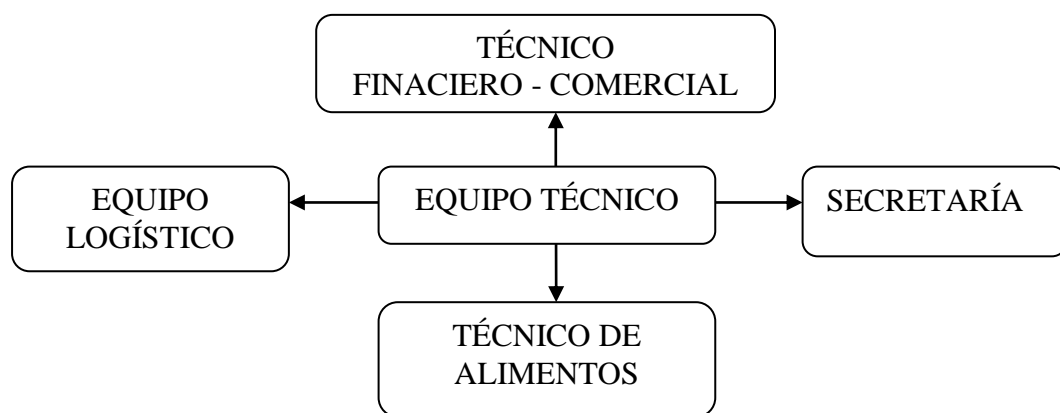 TÉCNICO
FINACIERO - COMERCIAL
EQUIPO
LOGÍSTICO
EQUIPO TÉCNICO
SECRETARÍA
TÉCNICO DE
ALIMENTOS